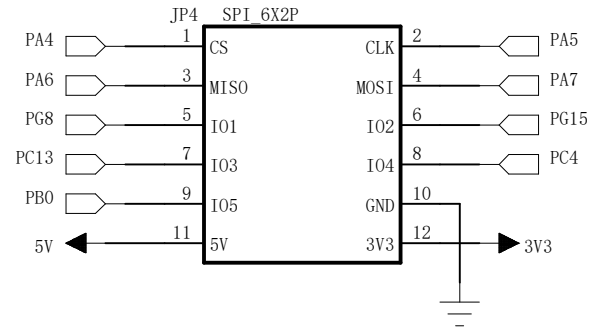 JP4 SPI_6X2P
PA4 1 CS CLK 2 PA5
PA6 3 MISO MOSI 4 PA7
PG8 5 IO1 IO2 6 PG15
PC13 7 IO3 IO4 8 PC4
PB0 9 IO5 GND 10
5V 11 5V 3V3 12 3V3